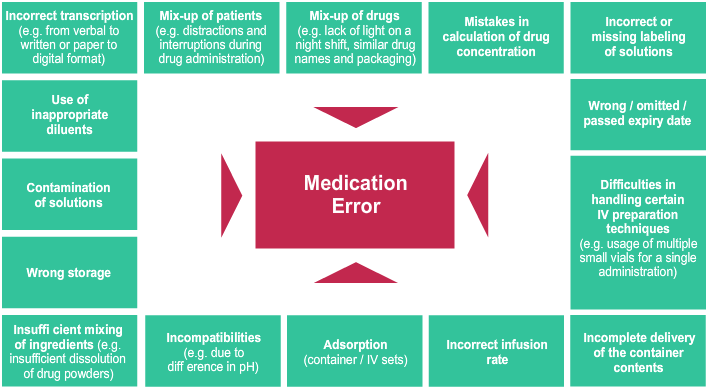 Incorrect transcription
(e.g. from verbal to
written or paper to
digital format)
Mix-up of patients
(e.g. distractions and
interruptions during
drug administration)
Mix-up of drugs
(e.g. lack of light on a
night shift, similar drug
names and packaging)
Mistakes in
calculation of drug
concentration
Incorrect or
missing labeling
of solutions
Use of
inappropriate
diluents
Wrong / omitted /
passed expiry date
Contamination
of solutions
Medication
Error
Difficulties in
handling certain
IV preparation
techniques
(e.g. usage of multiple
small vials for a single
administration)
Wrong storage
Insuffi cient mixing
of ingredients (e.g.
insufficient dissolution
of drug powders)
Incompatibilities
(e.g. due to
diff erence in pH)
Adsorption
(container / IV sets)
Incorrect infusion
rate
Incomplete delivery
of the container
contents